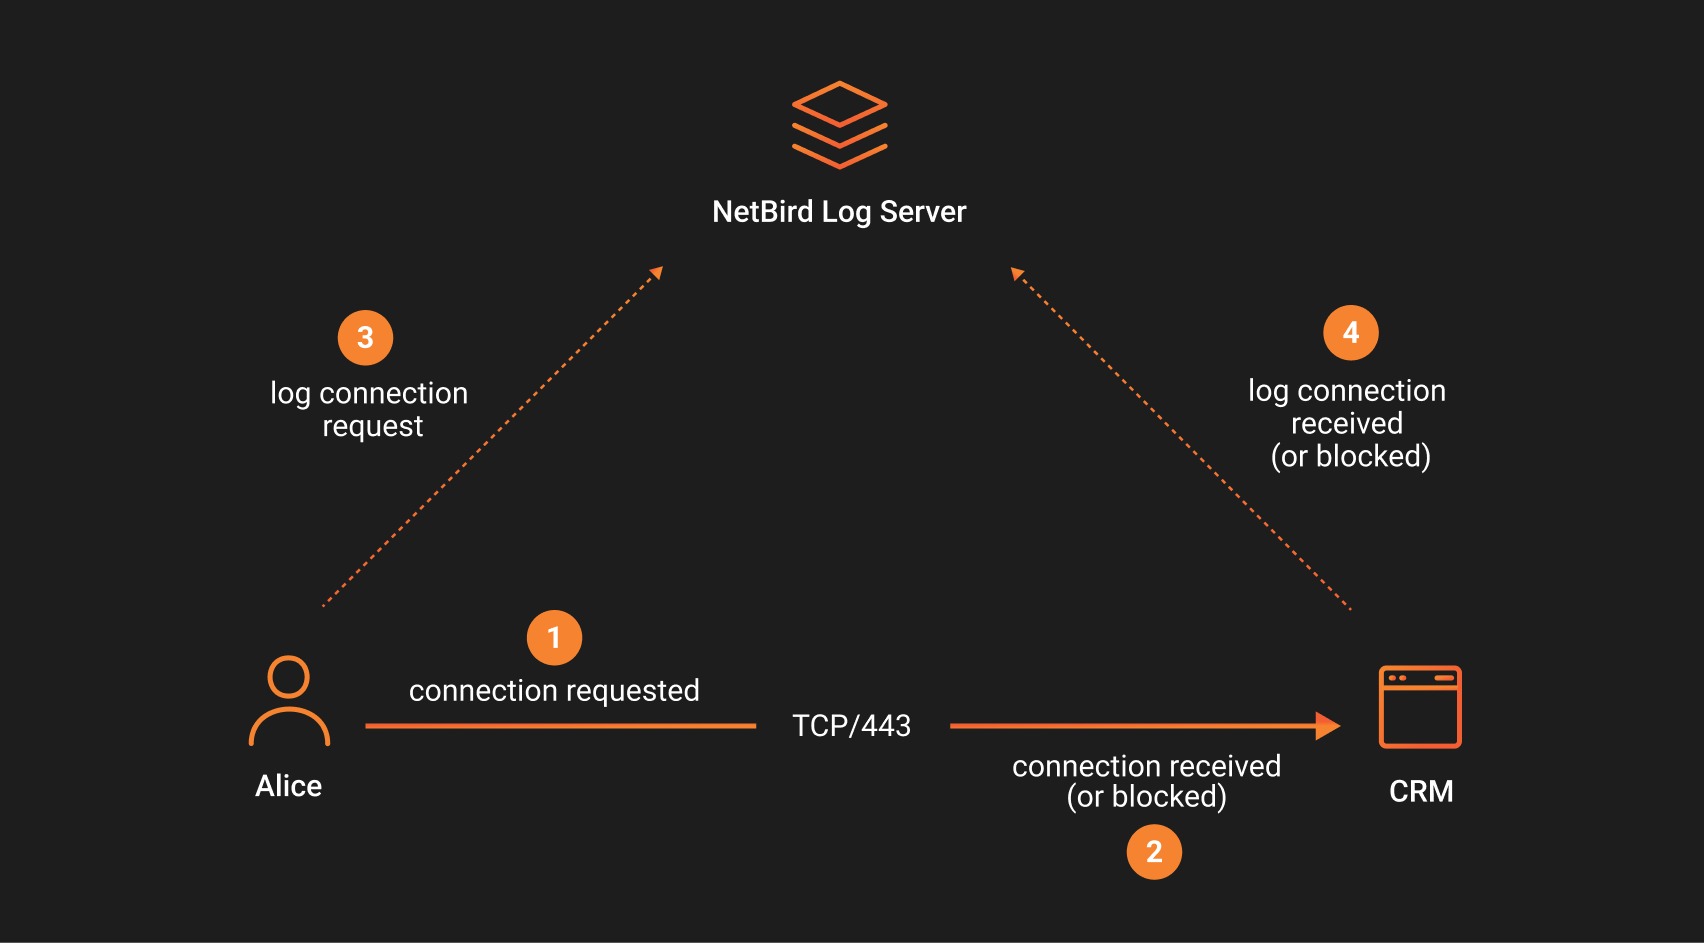 NetBird Log Server
3
log connection
request
4
log connection
received
(or blocked)
1
connection requested
TCP/443
connection received
(or blocked)
2
Alice
CRM